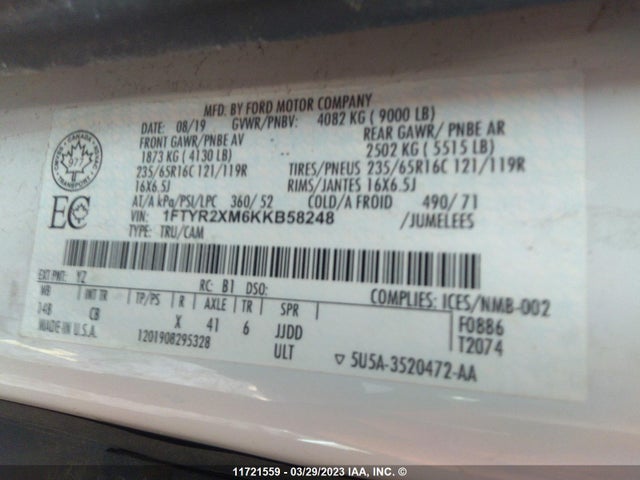 MFD. BY FORD MOTOR COMPANY
DATE: 08/19 GVWR/PNBV: 4082 KG ( 9000 LB)
FRONT GAWR/PNBE AV REAR GAWR/ PNBE AR
1873 KG ( 4130 LB) 2502 KG ( 5515 LB)
235/65R16C 121/119R TIRES/PNEUS 235/65R16C 121/119R
16X6.5J RIMS/JANTES 16X6.5J
AT/A kPa/PSI/LPC 360/ 52 COLD/A FROID 490/ 71
VIN: 1FTYR2XM6KKB58248 /JUMELEES
TYPE: TRU/CAM
CANADA
977
TRANSPORT
EC
EXT PNT: YZ RC: B1 DSO: COMPLIES: ICES/NMB-002
WB INT TR TP/PS R AXLE TR SPR F0886
148 CB X 41 6 JJDD T2074
MADE IN U.S.A. 1201908295328 ULT ▽ 5U5A-3520472-AA
11721559 — 03/29/2023 IAA, INC. ©